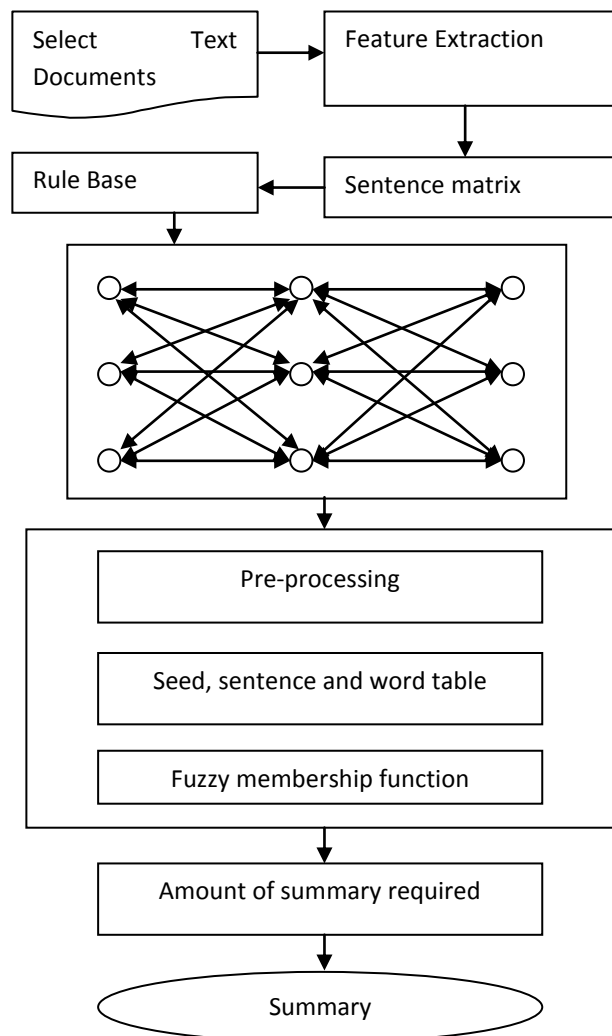 Select Text
Documents
Feature Extraction
Rule Base
Sentence matrix
Pre-processing
Seed, sentence and word table
Fuzzy membership function
Amount of summary required
Summary